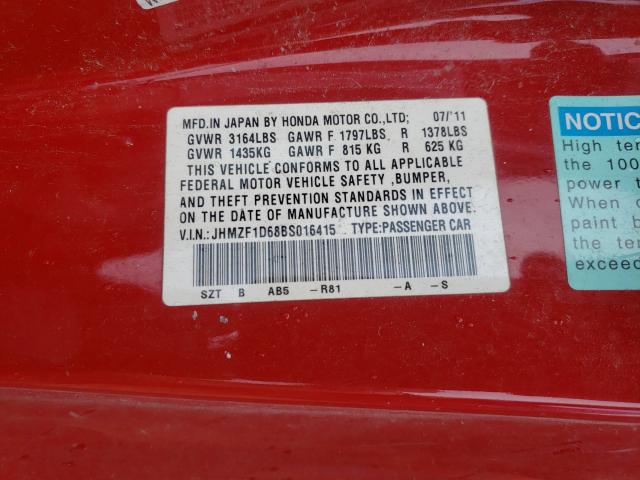 MFD.IN JAPAN BY HONDA MOTOR CO.,LTD; 07/'11
GVWR 3164LBS GAWR F 1797LBS R 1378LBS
GVWR 1435KG GAWR F 815 KG R 625 KG
THIS VEHICLE CONFORMS TO ALL APPLICABLE
FEDERAL MOTOR VEHICLE SAFETY ,BUMPER,
AND THEFT PREVENTION STANDARDS IN EFFECT
ON THE DATE OF MANUFACTURE SHOWN ABOVE.
V.I.N.: JHMZF1D68BS016415 TYPE:PASSENGER CAR
SZT B AB5 -R81 -A -S
NOTIC
High ten
the 100
power t
When
paint b
the te
exceed